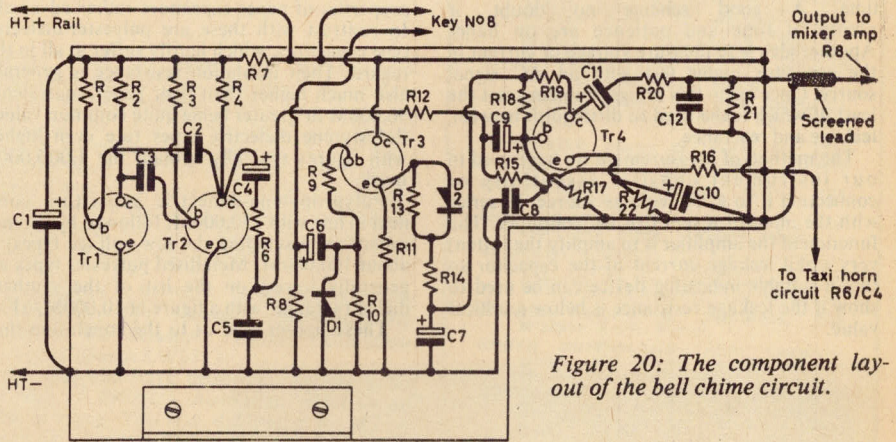 HT+ Rail
Key Nº8
Output to
mixer amp
R8
Screened
lead
R7
R1
R2
R3
R4
C2
C3
C4
R6
C1
Tr1
Tr2
b
c
e
b
c
e
C5
R8
C6
D1
R9
R10
R11
R12
Tr3
b
c
e
R13
D2
R14
C7
C8
C9
R15
R18
R19
C11
Tr4
b
c
e
R20
C12
R21
R16
R17
R22
C10
To Taxi horn
circuit R6/C4
HT-
Figure 20: The component lay-
out of the bell chime circuit.